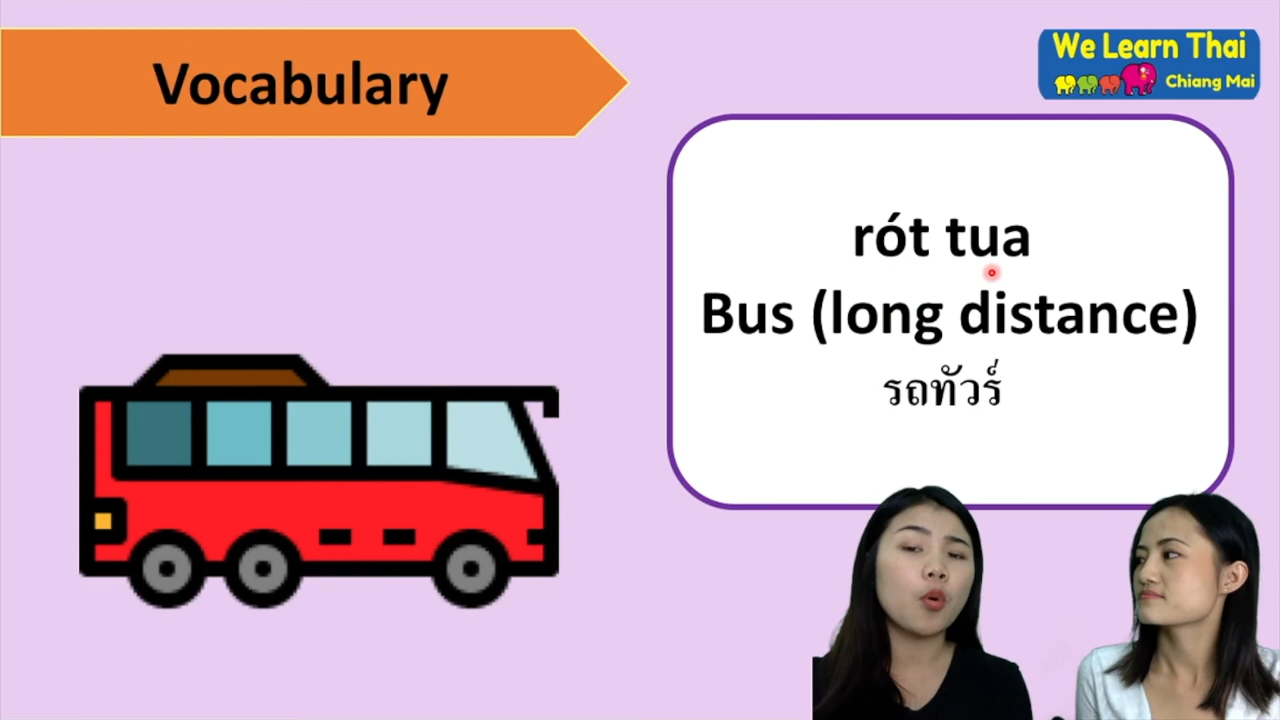 Vocabulary
We Learn Thai
Chiang Mai
rót tua
Bus (long distance)
รถทัวร์